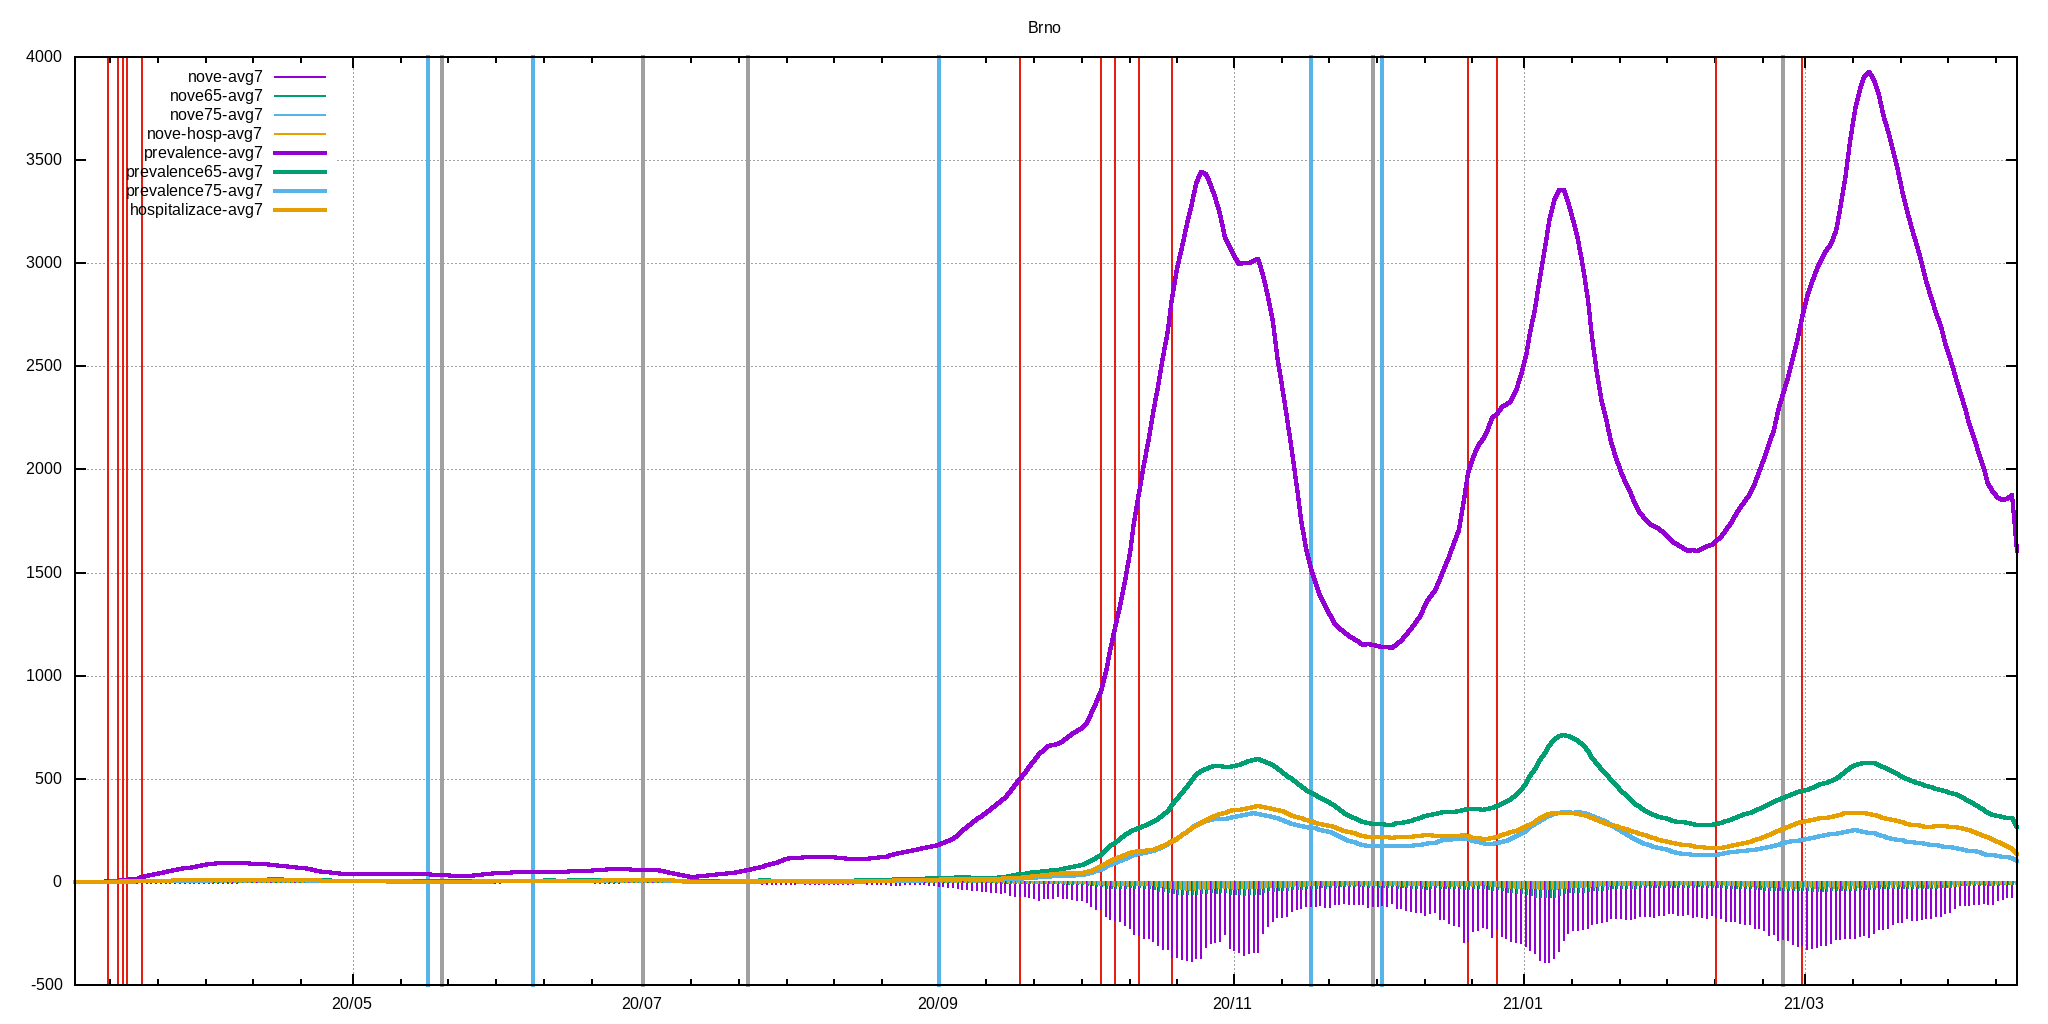 Brno
4000
3500
3000
2500
2000
1500
1000
500
0
-500
nove-avg7
nove65-avg7
nove75-avg7
nove-hosp-avg7
prevalence-avg7
prevalence65-avg7
prevalence75-avg7
hospitalizace-avg7
20/05
20/07
20/09
20/11
21/01
21/03